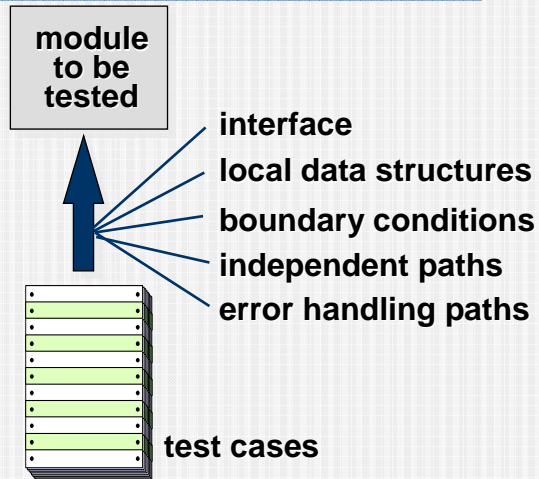 module
to be
tested
interface
local data structures
boundary conditions
independent paths
error handling paths
test cases